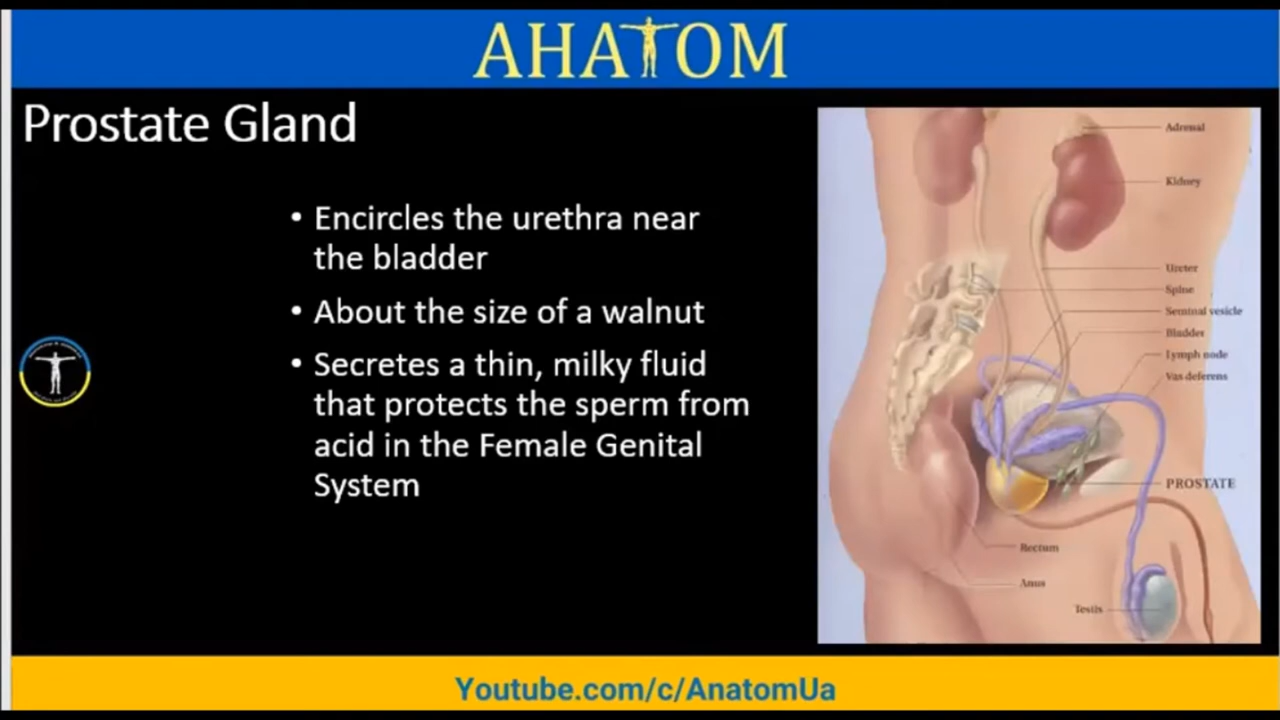 AHATOM
Prostate Gland
• Encircles the urethra near
the bladder
• About the size of a walnut
• Secretes a thin, milky fluid
that protects the sperm from
acid in the Female Genital
System
Adrenal
Kidney
Ureter
Spine
Seminal vesicle
Bladder
Lymph node
Vas deferens
PROSTATE
Rectum
Anus
Testis
Youtube.com/c/AnatomUa